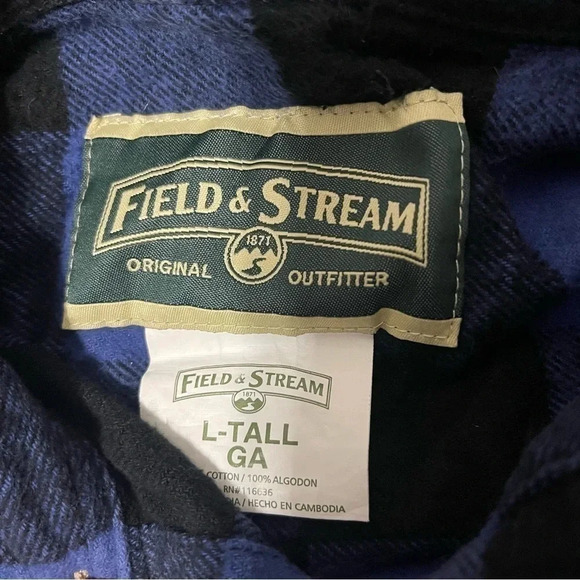 FIELD & STREAM
1871
ORIGINAL OUTFITTER
FIELD & STREAM
1871
L-TALL
GA
COTTON / 100% ALGODON
RN# 116636
/ HECHO EN CAMBODIA